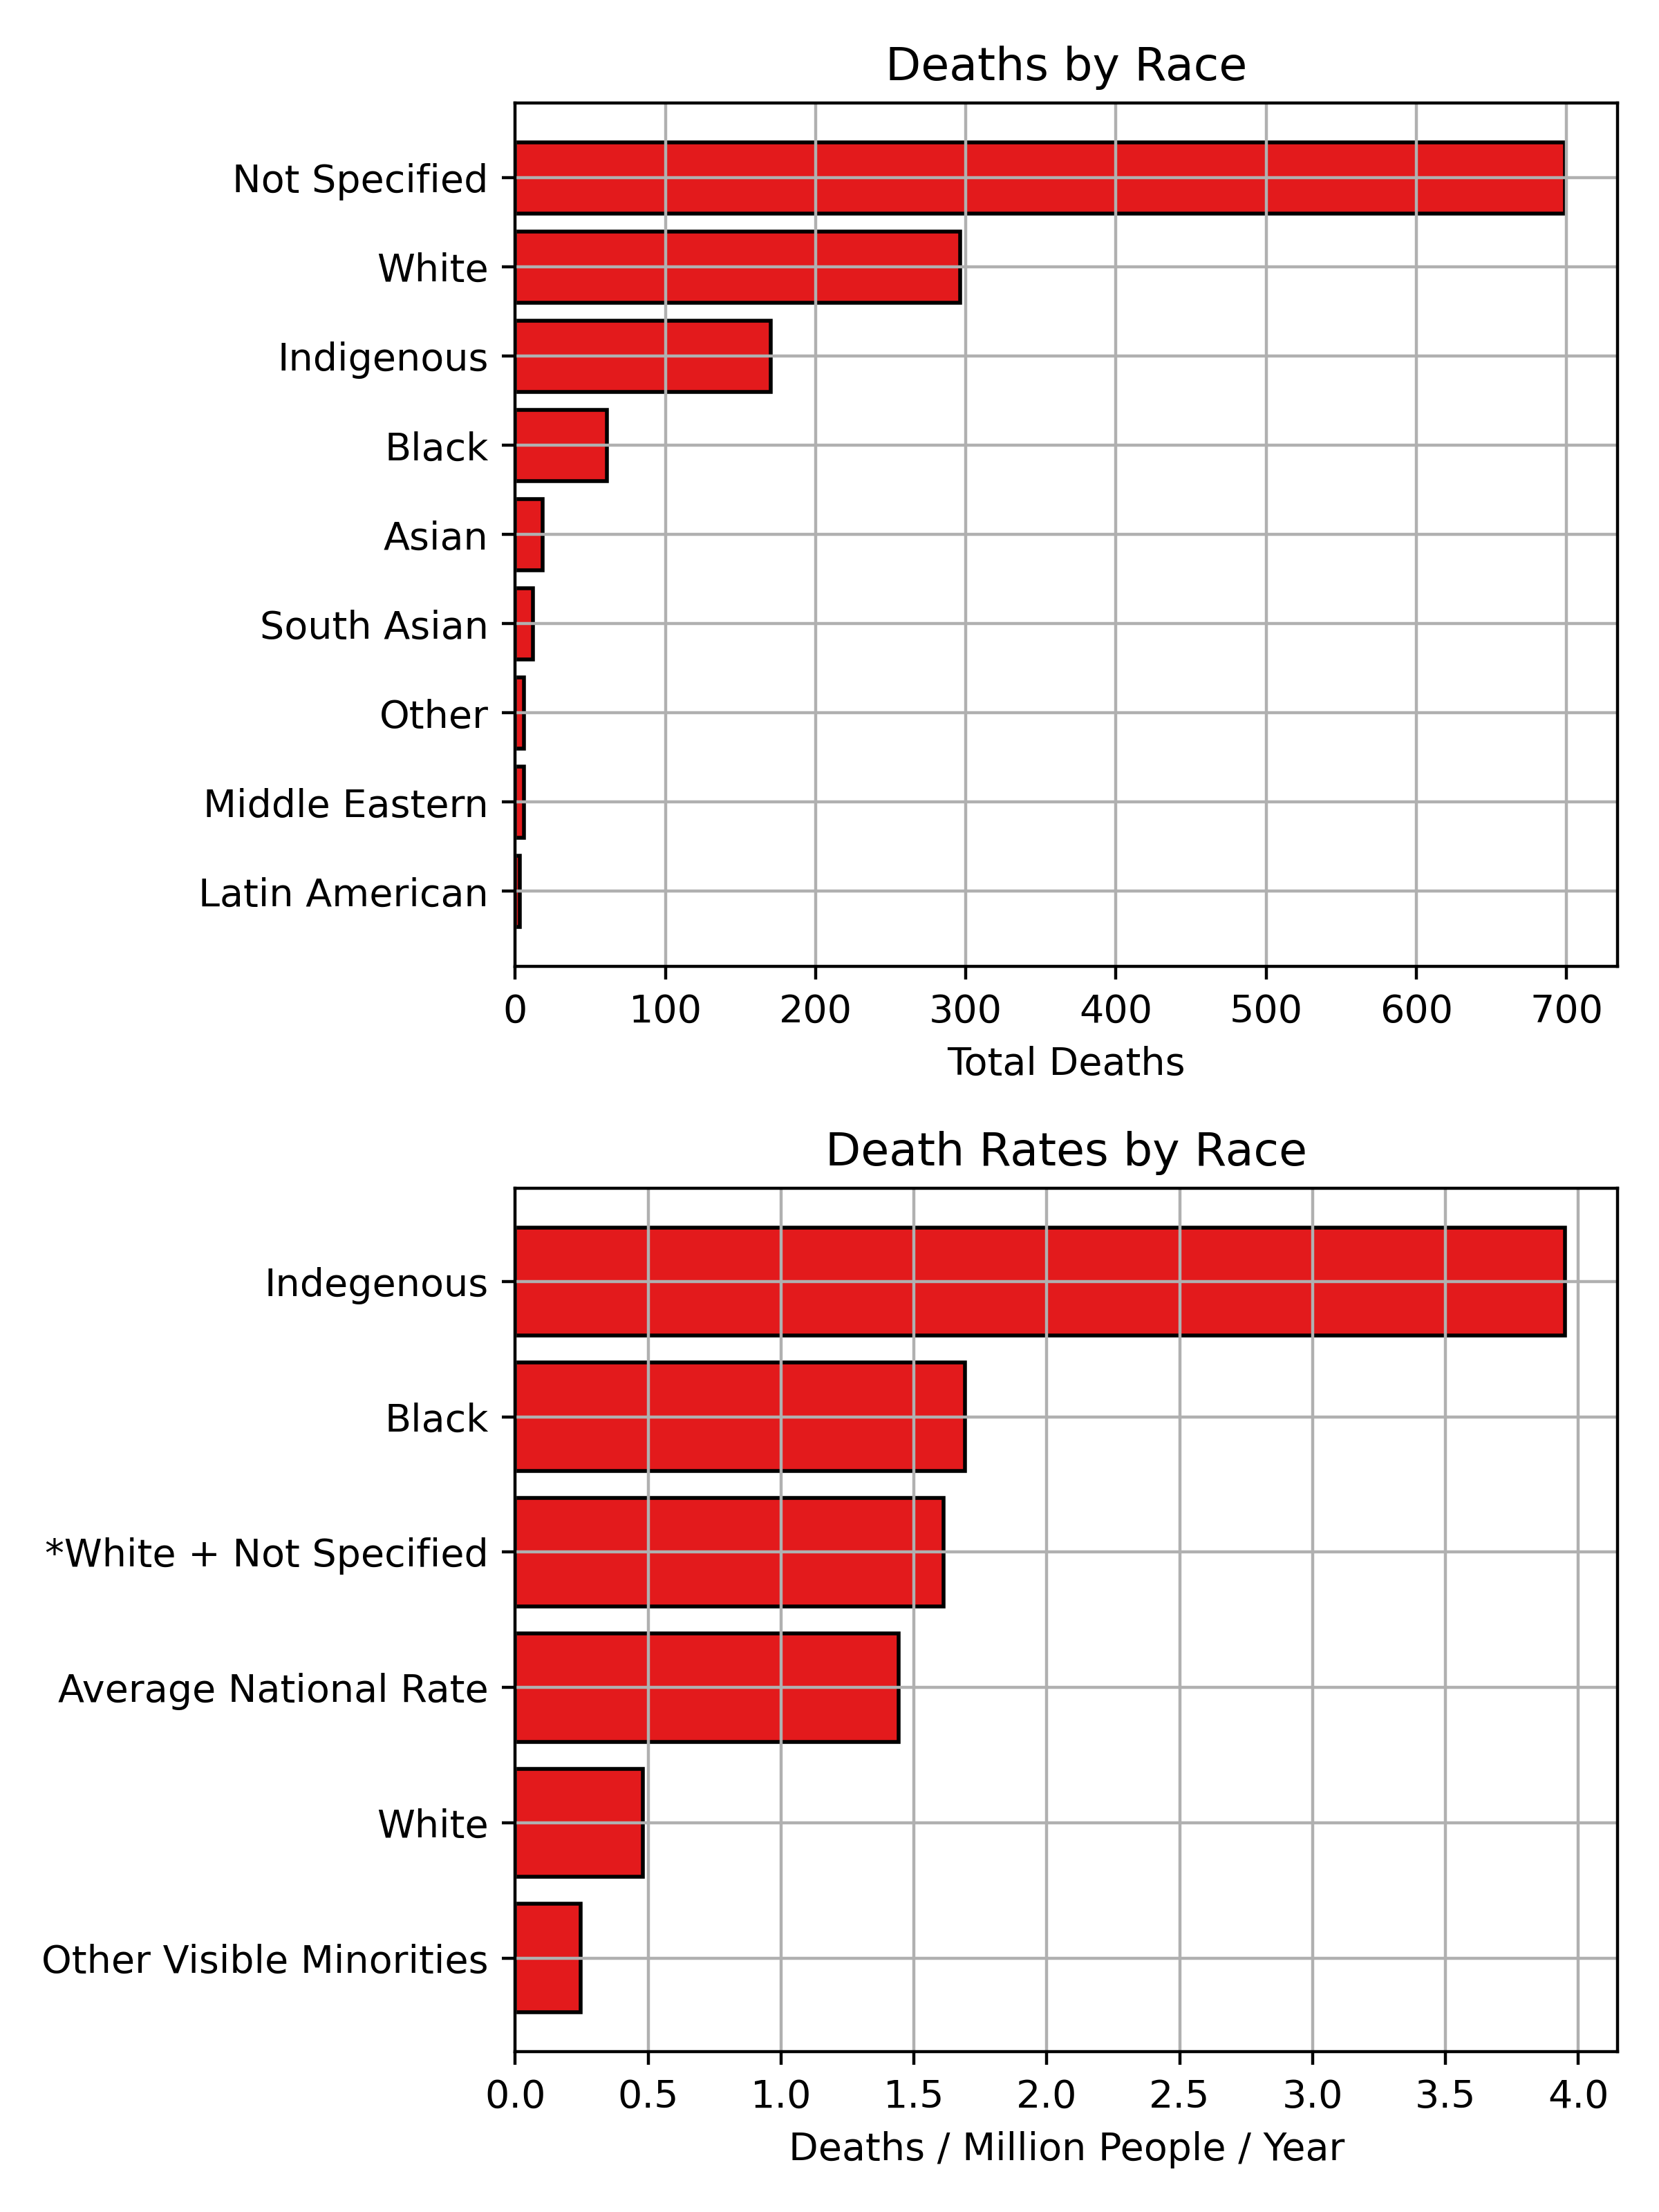 Deaths by Race
Not Specified
White
Indigenous
Black
Asian
South Asian
Other
Middle Eastern
Latin American
0 100 200 300 400 500 600 700
Total Deaths
Death Rates by Race
Indegenous
Black
*White + Not Specified
Average National Rate
White
Other Visible Minorities
0.0 0.5 1.0 1.5 2.0 2.5 3.0 3.5 4.0
Deaths / Million People / Year